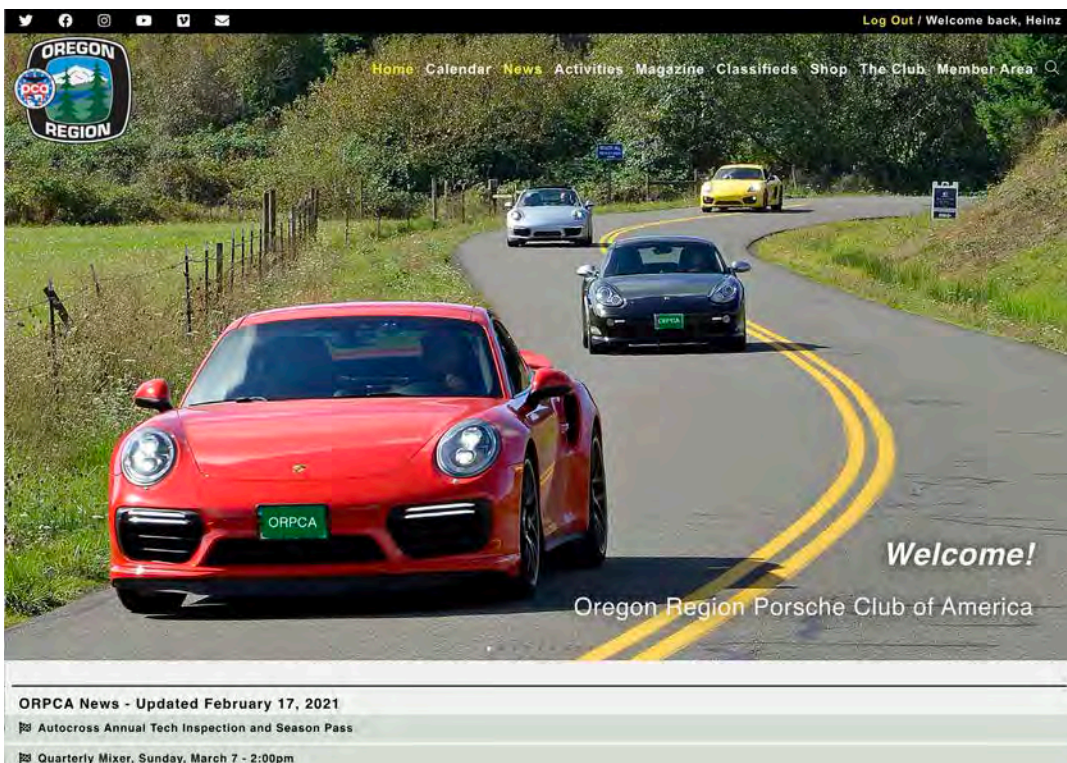 Log Out / Welcome back, Heinz
OREGON
pca
REGION
Home Calendar News Activities Magazine Classifieds Shop The Club Member Area
ORPCA
ORPCA
Welcome!
Oregon Region Porsche Club of America
ORPCA News - Updated February 17, 2021
Autocross Annual Tech Inspection and Season Pass
Quarterly Mixer, Sunday, March 7 - 2:00pm